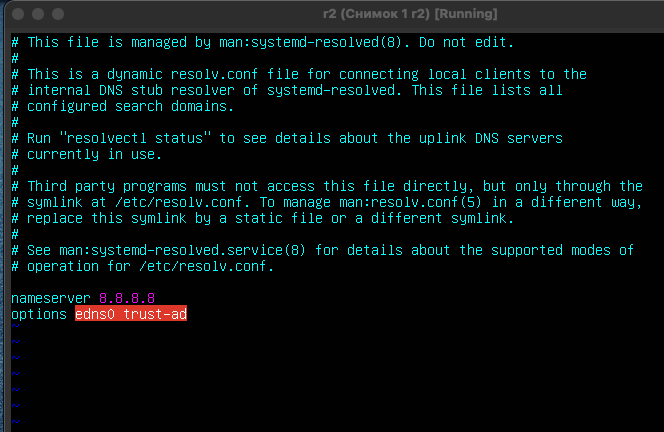 r2 (Снимок 1 r2) [Running]
# This file is managed by man:systemd-resolved(8). Do not edit.
#
# This is a dynamic resolv.conf file for connecting local clients to the
# internal DNS stub resolver of systemd-resolved. This file lists all
# configured search domains.
#
# Run "resolvectl status" to see details about the uplink DNS servers
# currently in use.
#
# Third party programs must not access this file directly, but only through the
# symlink at /etc/resolv.conf. To manage man:resolv.conf(5) in a different way,
# replace this symlink by a static file or a different symlink.
#
# See man:systemd-resolved.service(8) for details about the supported modes of
# operation for /etc/resolv.conf.
nameserver 8.8.8.8
options edns0 trust-ad
~
~
~
~
~
~
~